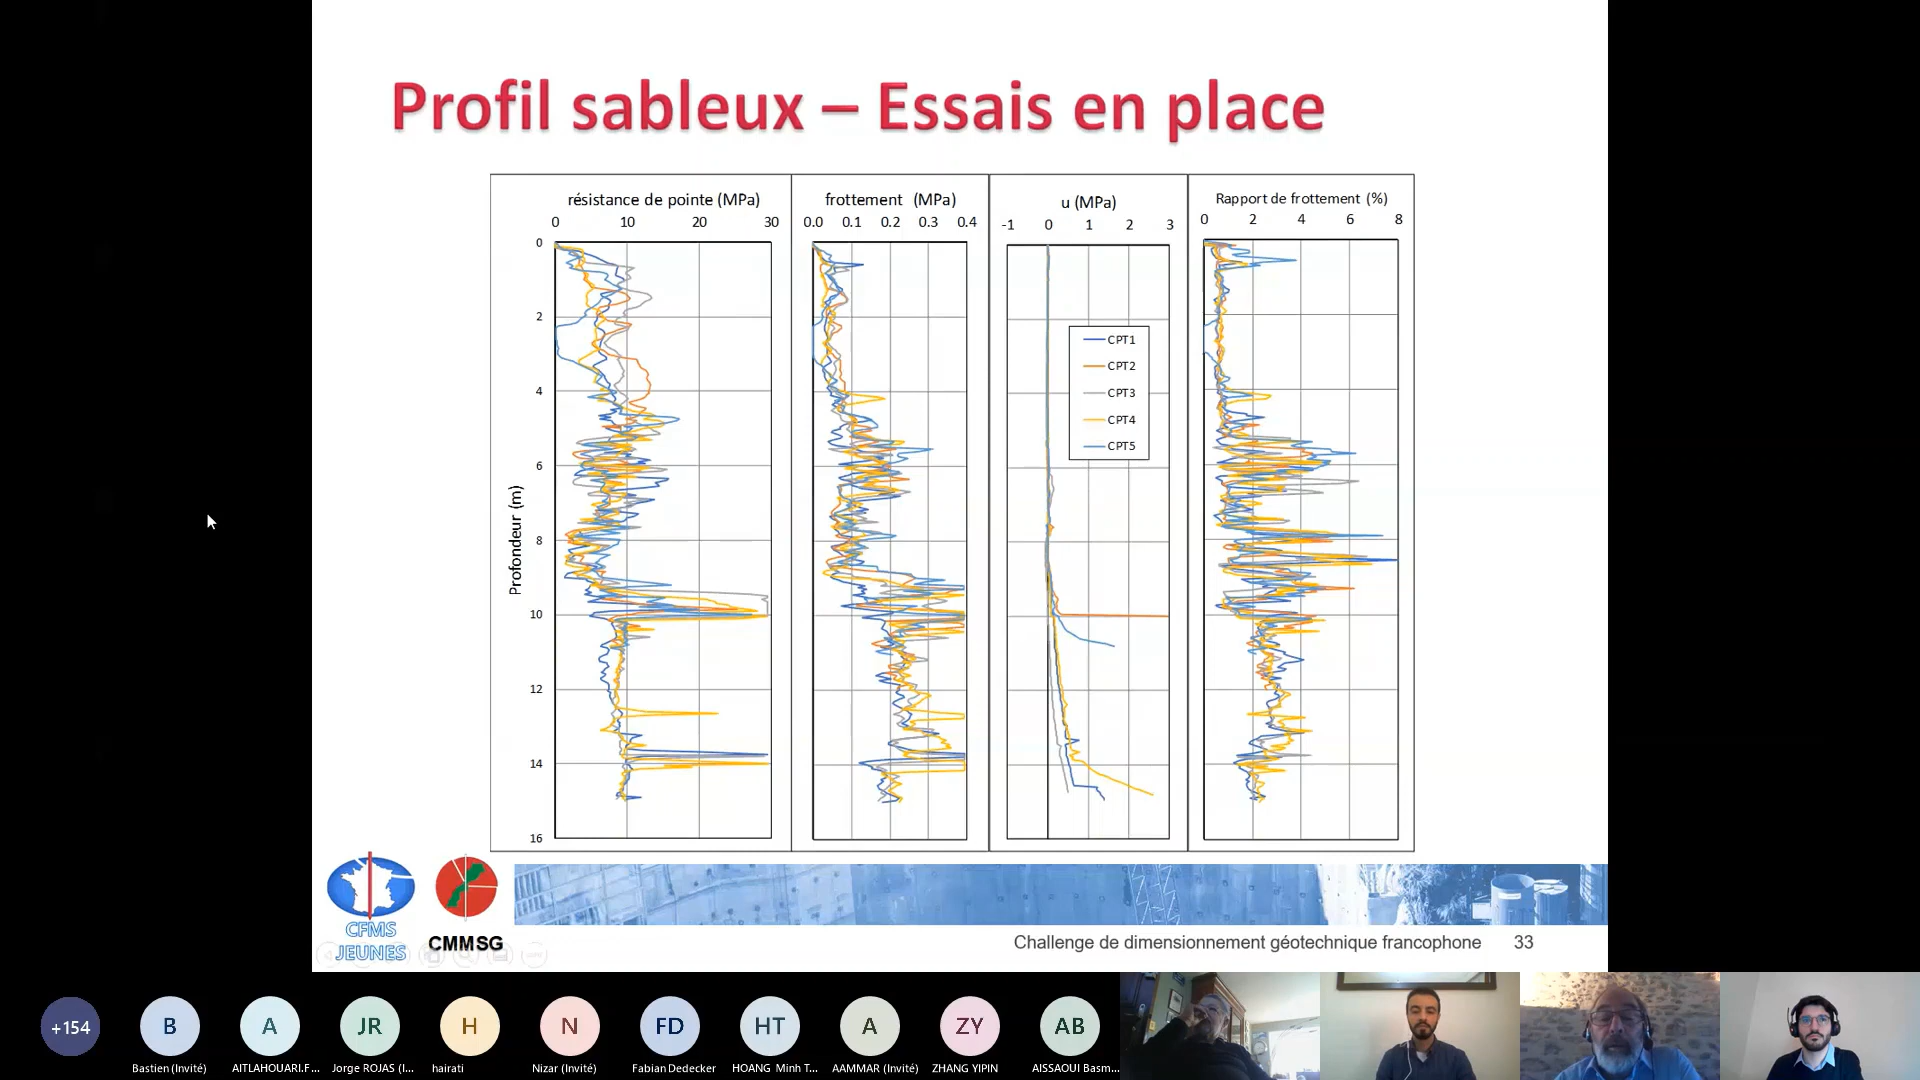 Profil sableux – Essais en place
résistance de pointe (MPa)
0 10 20 30
frottement (MPa)
0.0 0.1 0.2 0.3 0.4
u (MPa)
-1 0 1 2 3
Rapport de frottement (%)
0 2 4 6 8
Profondeur (m)
0
2
4
6
8
10
12
14
16
CPT1
CPT2
CPT3
CPT4
CPT5
CFMS
JEUNES
CMMSG
Challenge de dimensionnement géotechnique francophone 33
+154
B
A
JR
H
N
FD
HT
A
ZY
AB
Bastien (Invité)
AITLAHOUARI.F...
Jorge ROJAS (I...
hairati
Nizar (Invité)
Fabian Dedecker
HOANG Minh T...
AAMMAR (Invité)
ZHANG YIPIN
AISSAOUI Basm...